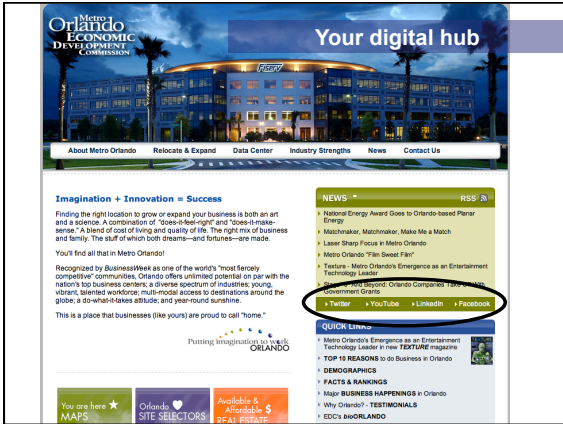 Metro
Orlando
Economic
Development
Commission
Your digital hub
Fiserv
About Metro Orlando Relocate & Expand Data Center Industry Strengths News Contact Us
Imagination + Innovation = Success
Finding the right location to grow or expand your business is both an art
and a science. A combination of "does-it-feel-right" and "does-it-make-
sense." A blend of cost of living and quality of life. The right mix of business
and family. The stuff of which both dreams—and fortunes—are made.
You'll find all that in Metro Orlando!
Recognized by BusinessWeek as one of the world's "most fiercely
competitive" communities, Orlando offers unlimited potential on par with the
nation's top business centers; a diverse spectrum of industries; young,
vibrant, talented workforce; multi-modal access to destinations around the
globe; a do-what-it-takes attitude; and year-round sunshine.
This is a place that businesses (like yours) are proud to call "home."
Putting imagination to work
ORLANDO
You are here
MAPS
Orlando
SITE SELECTORS
Available &
Affordable $
REAL ESTATE
NEWS RSS
National Energy Award Goes to Orlando-based Planar
Energy
Matchmaker, Matchmaker, Make Me a Match
Laser Sharp Focus in Metro Orlando
Metro Orlando "Film Sweet Film"
Texture - Metro Orlando's Emergence as an Entertainment
Technology Leader
And Beyond: Orlando Companies Take
Government Grants
Twitter YouTube LinkedIn Facebook
QUICK LINKS
Metro Orlando's Emergence as an Entertainment
Technology Leader in new TEXTURE magazine
TEXTURE
TOP 10 REASONS to do Business in Orlando
DEMOGRAPHICS
FACTS & RANKINGS
Major BUSINESS HAPPENINGS in Orlando
Why Orlando? - TESTIMONIALS
EDC's bioORLANDO